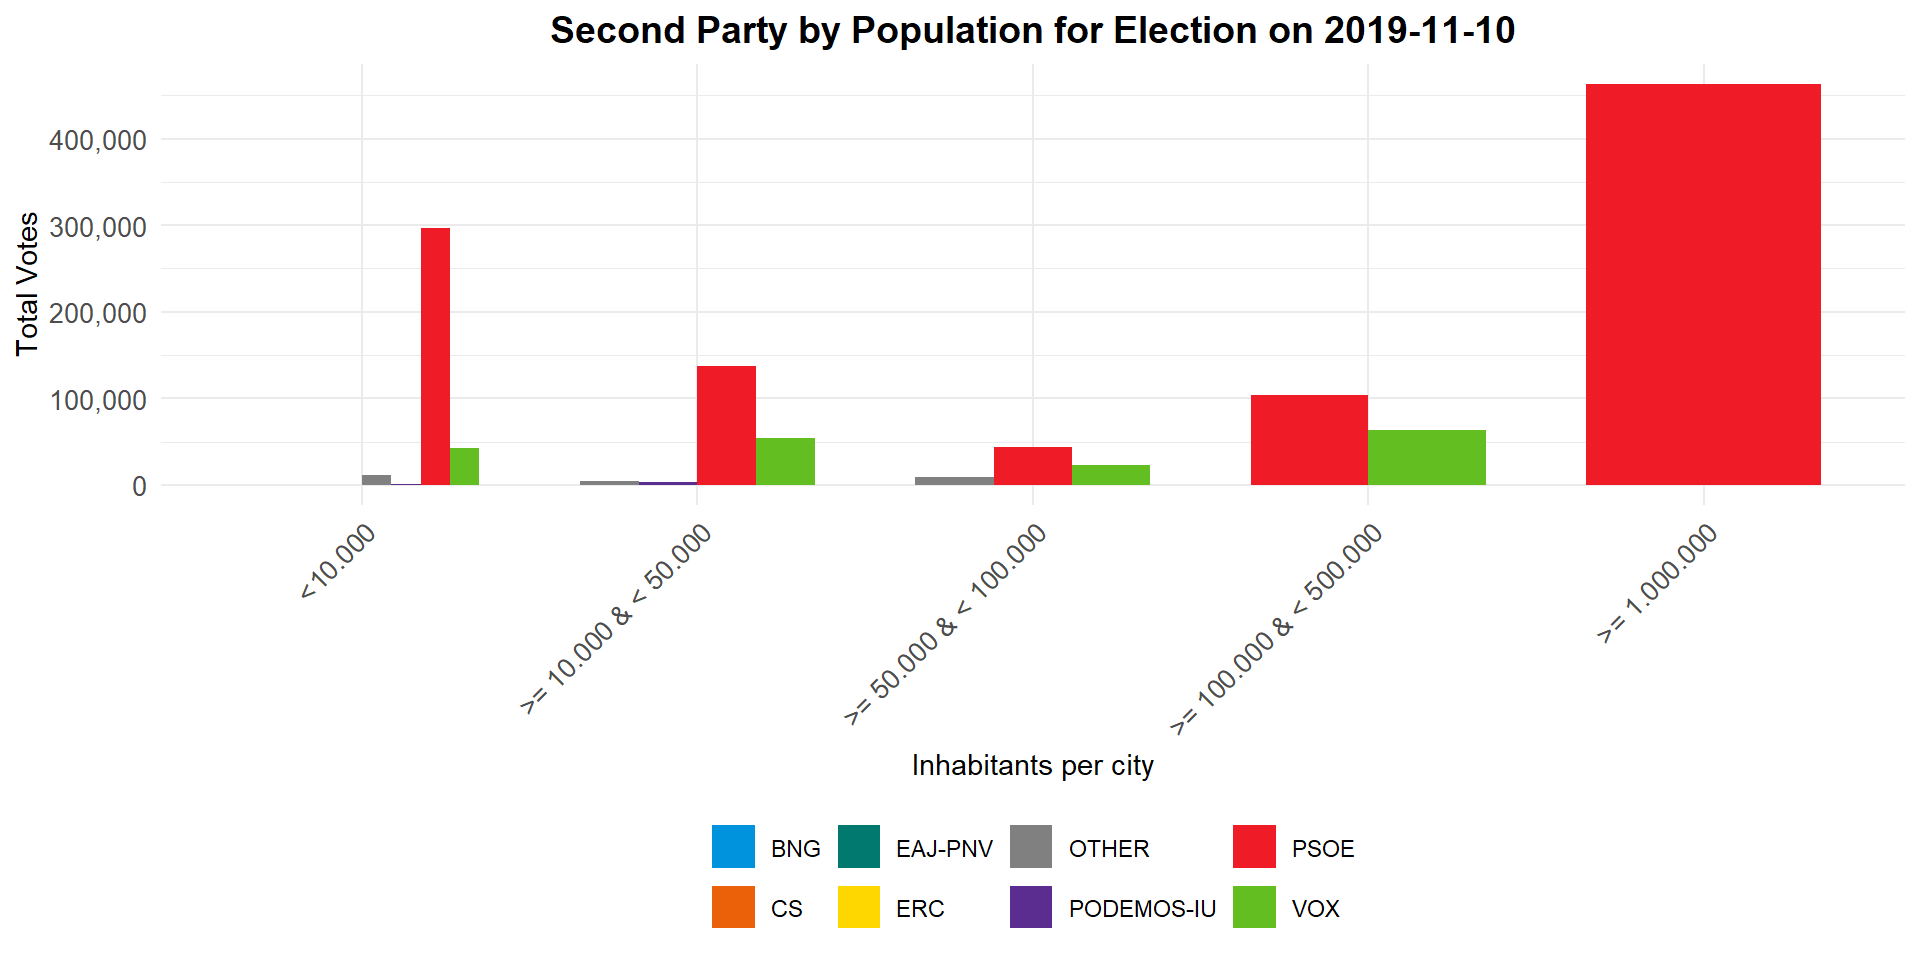 Second Party by Population for Election on 2019-11-10
Total Votes
400,000
300,000
200,000
100,000
0
<10.000
>= 10.000 & < 50.000
>= 50.000 & < 100.000
>= 100.000 & < 500.000
>= 1.000.000
Inhabitants per city
BNG EAJ-PNV OTHER PSOE
CS ERC PODEMOS-IU VOX